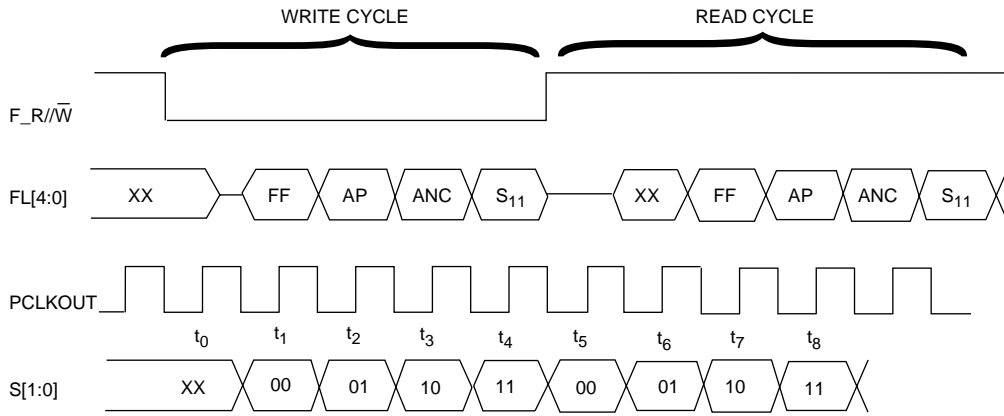 WRITE CYCLE READ CYCLE
F_R//W̅
FL[4:0] XX FF AP ANC S₁₁ XX FF AP ANC S₁₁
PCLKOUT
t₀ t₁ t₂ t₃ t₄ t₅ t₆ t₇ t₈
S[1:0] XX 00 01 10 11 00 01 10 11